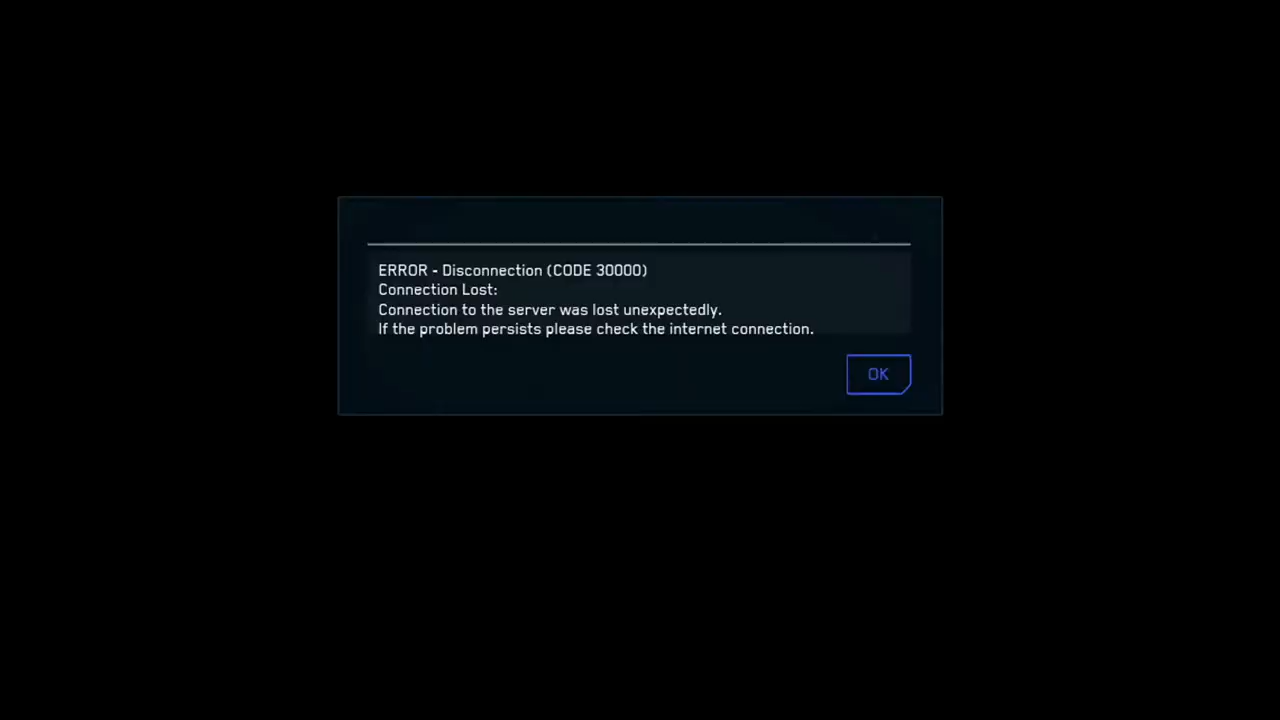 ERROR - Disconnection (CODE 30000)
Connection Lost:
Connection to the server was lost unexpectedly.
If the problem persists please check the internet connection.
OK